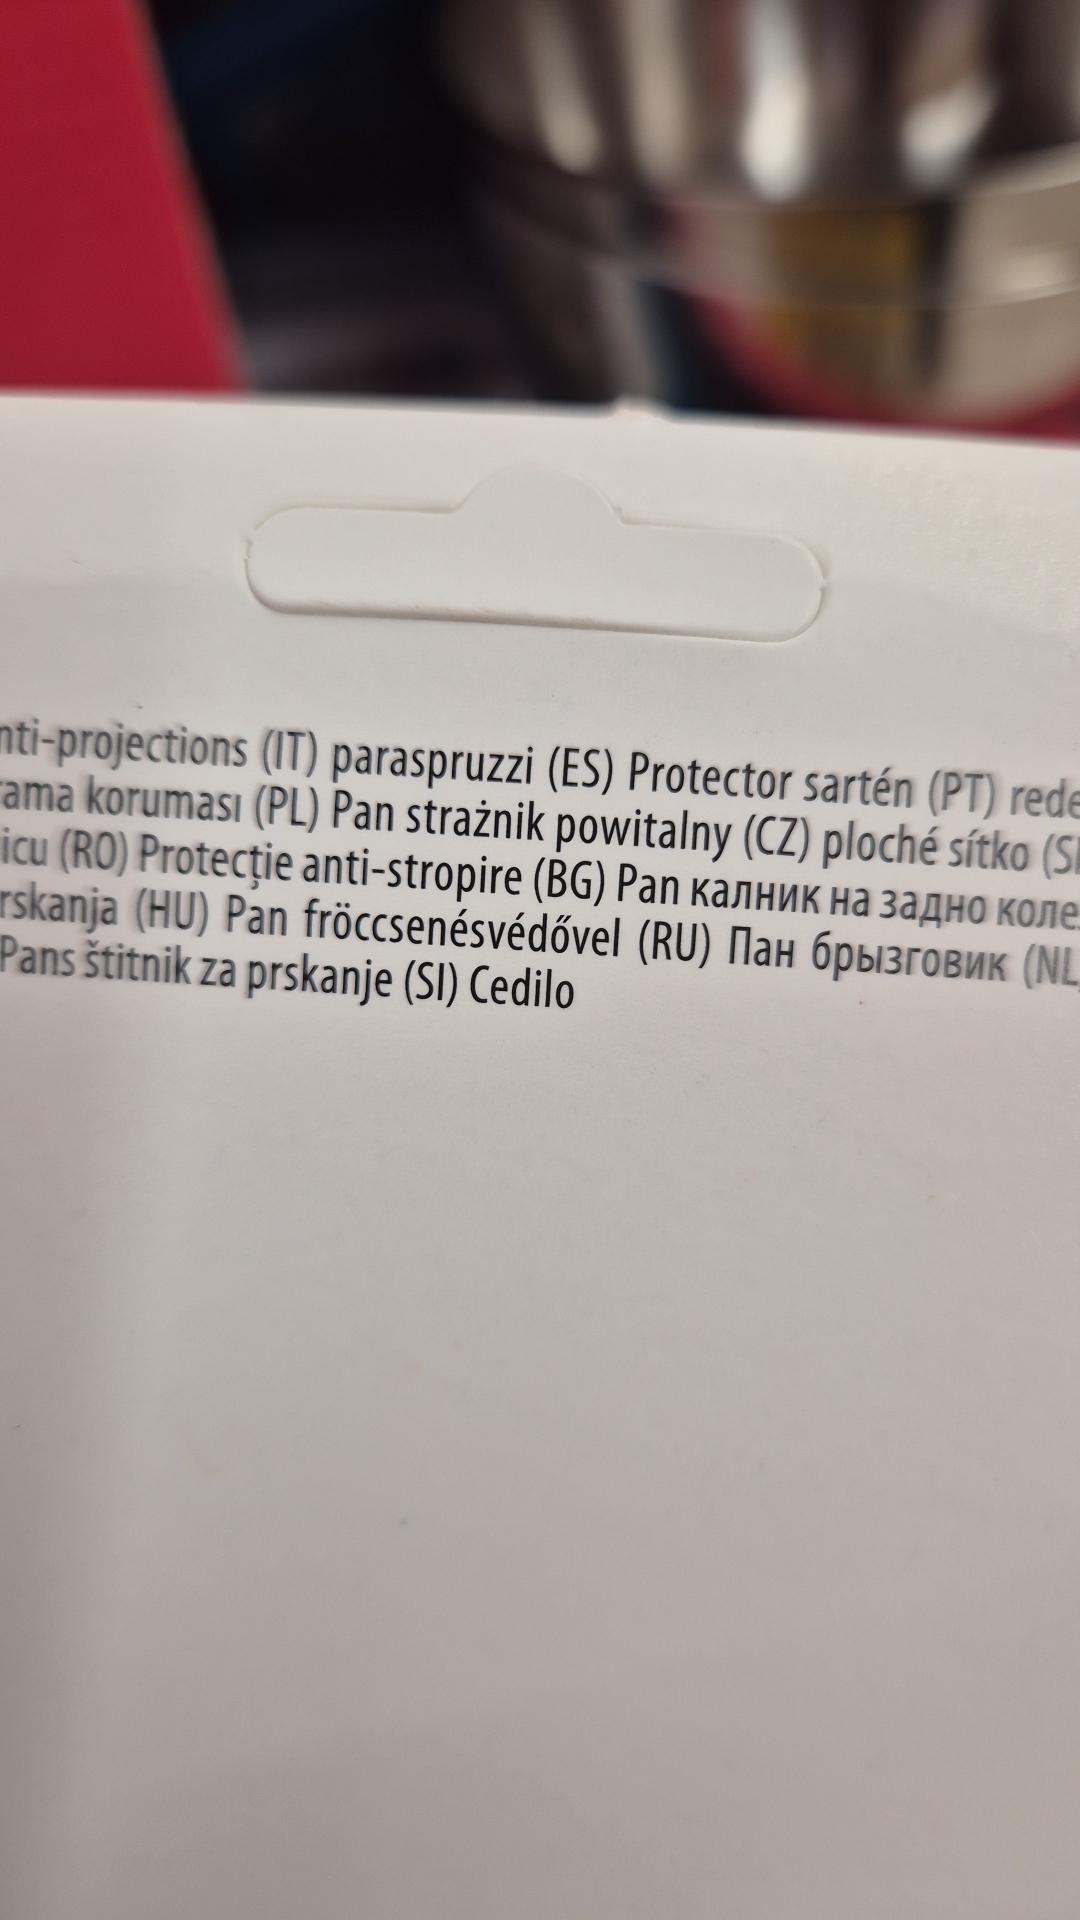 nti-projections (IT) paraspruzzi (ES) Protector sartén (PT) rede
rama koruması (PL) Pan strażnik powitalny (CZ) ploché sítko (S
icu (RO) Protecție anti-stropire (BG) Pan калник на задно коле
rskanja (HU) Pan fröccsenésvédővel (RU) Пан брызговик (NL
Pans štitnik za prskanje (SI) Cedilo